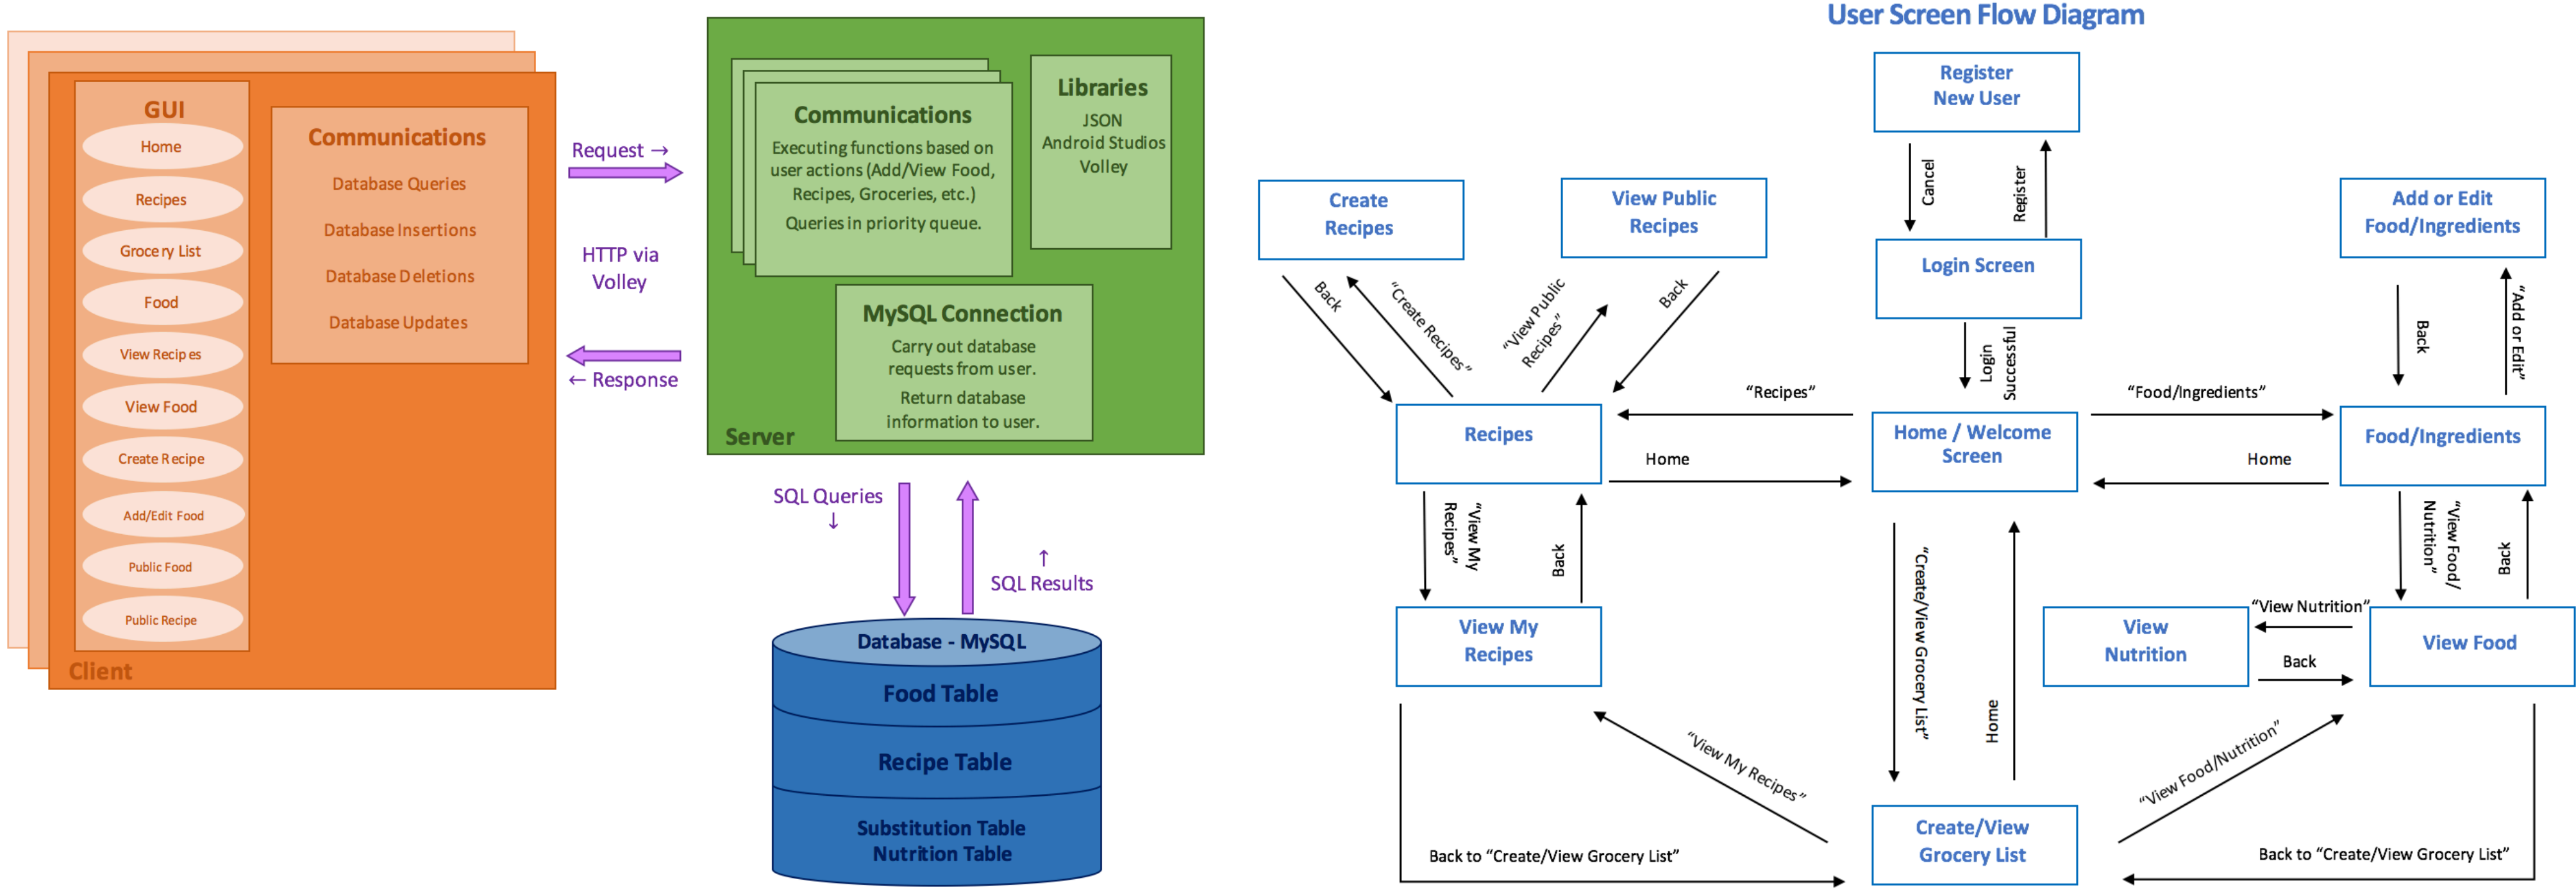 GUI
Home
Recipes
Grocery List
Food
View Recipes
View Food
Create Recipe
Add/Edit Food
Public Food
Public Recipe
Client
Communications
Database Queries
Database Insertions
Database Deletions
Database Updates
Request →
HTTP via
Volley
← Response
Communications
Executing functions based on
user actions (Add/View Food,
Recipes, Groceries, etc.)
Queries in priority queue.
Libraries
JSON
Android Studios
Volley
MySQL Connection
Carry out database
requests from user.
Return database
information to user.
Server
SQL Queries
↓
↑
SQL Results
Database - MySQL
Food Table
Recipe Table
Substitution Table
Nutrition Table
User Screen Flow Diagram
Register
New User
Cancel
Register
Login Screen
Login
Successful
Create
Recipes
View Public
Recipes
Back
“Create Recipes”
“View Public
Recipes”
Back
Add or Edit
Food/Ingredients
Back
“Add or Edit”
Recipes
“Recipes”
Home
Home / Welcome
Screen
“Food/Ingredients”
Home
Food/Ingredients
“View My
Recipes”
Back
“Create/View Grocery List”
Home
“View Food/
Nutrition”
Back
View My
Recipes
View
Nutrition
“View Nutrition”
Back
View Food
“View My Recipes”
“View Food/Nutrition”
Create/View
Grocery List
Back to “Create/View Grocery List”
Back to “Create/View Grocery List”